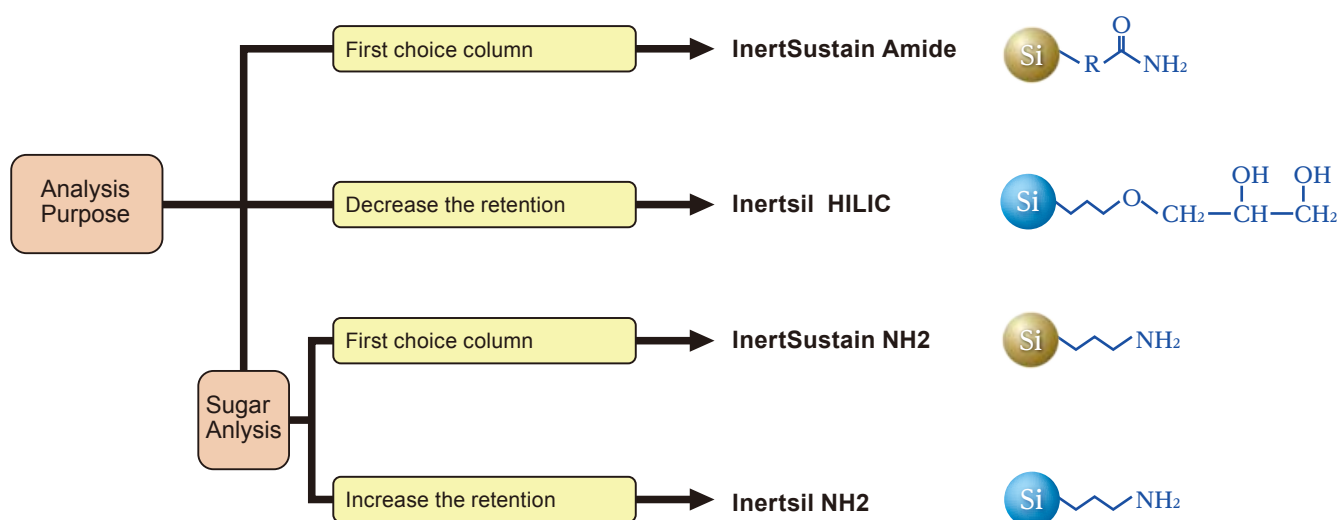 First choice column
InertSustain Amide
Si
R
O
NH₂
Analysis
Purpose
Decrease the retention
Inertsil HILIC
Si
O
CH₂
OH
CH
OH
CH₂
First choice column
InertSustain NH2
Si
NH₂
Sugar
Anlysis
Increase the retention
Inertsil NH2
Si
NH₂